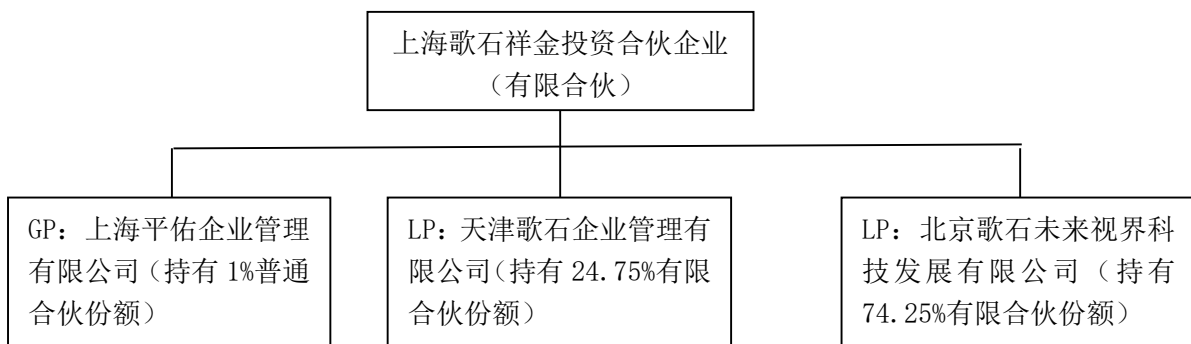 上海歌石祥金投资合伙企业
（有限合伙）
GP：上海平佑企业管理
有限公司（持有 1%普通
合伙份额）
LP：天津歌石企业管理有
限公司（持有 24.75%有限
合伙份额）
LP：北京歌石未来视界科
技发展有限公司（持有
74.25%有限合伙份额）